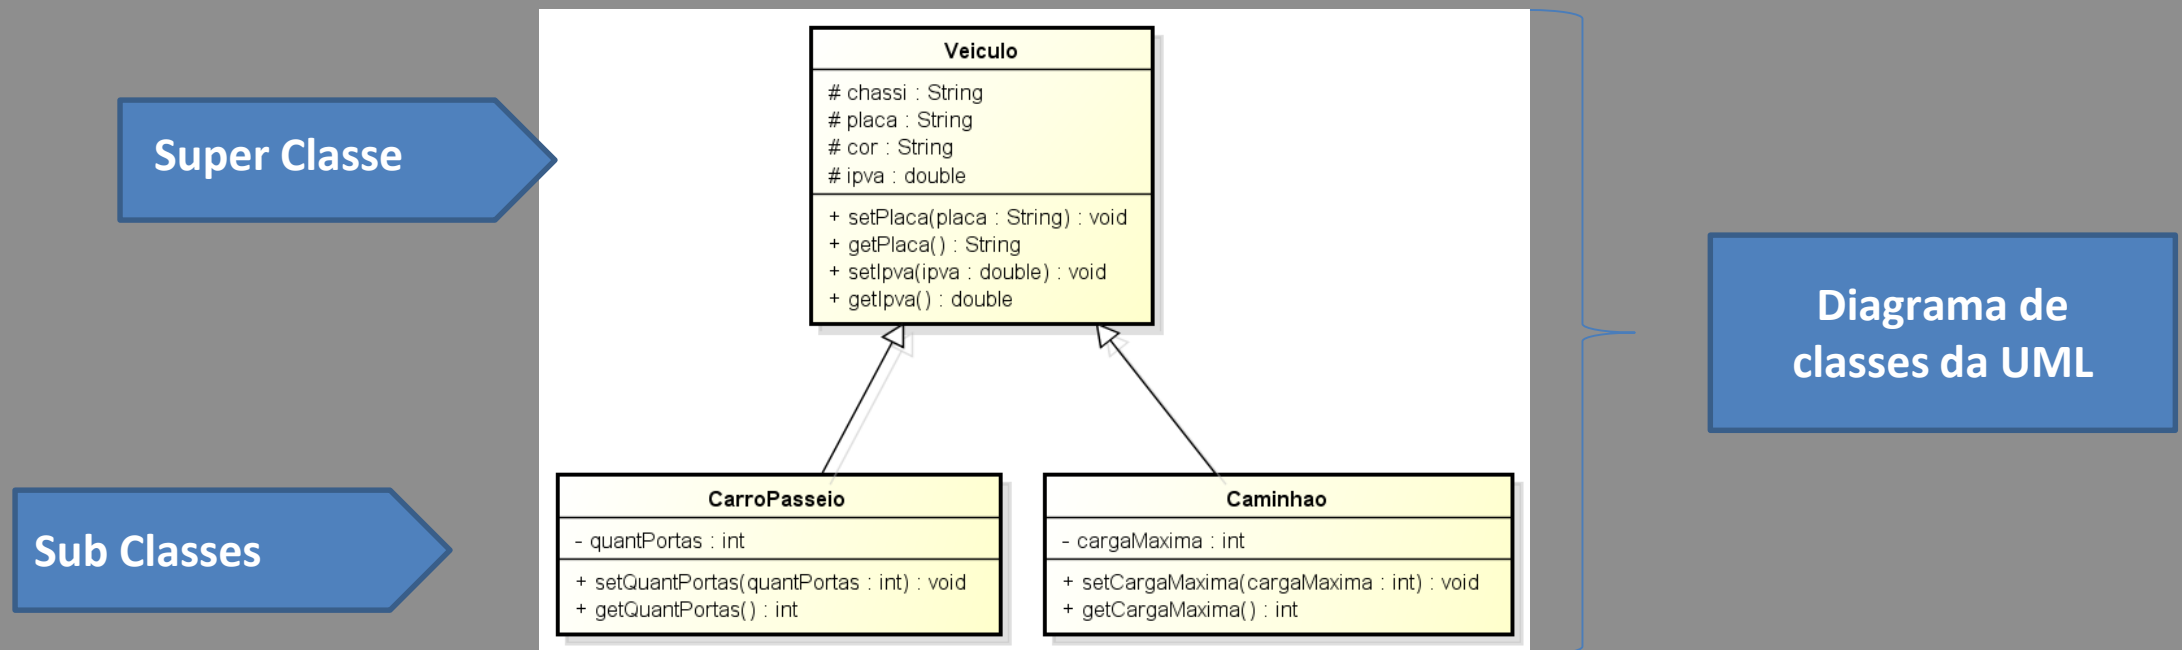 Super Classe
Veiculo
# chassi : String
# placa : String
# cor : String
# ipva : double
+ setPlaca(placa : String) : void
+ getPlaca() : String
+ setIpva(ipva : double) : void
+ getIpva() : double
Diagrama de
classes da UML
Sub Classes
CarroPasseio
- quantPortas : int
+ setQuantPortas(quantPortas : int) : void
+ getQuantPortas() : int
Caminhao
- cargaMaxima : int
+ setCargaMaxima(cargaMaxima : int) : void
+ getCargaMaxima() : int